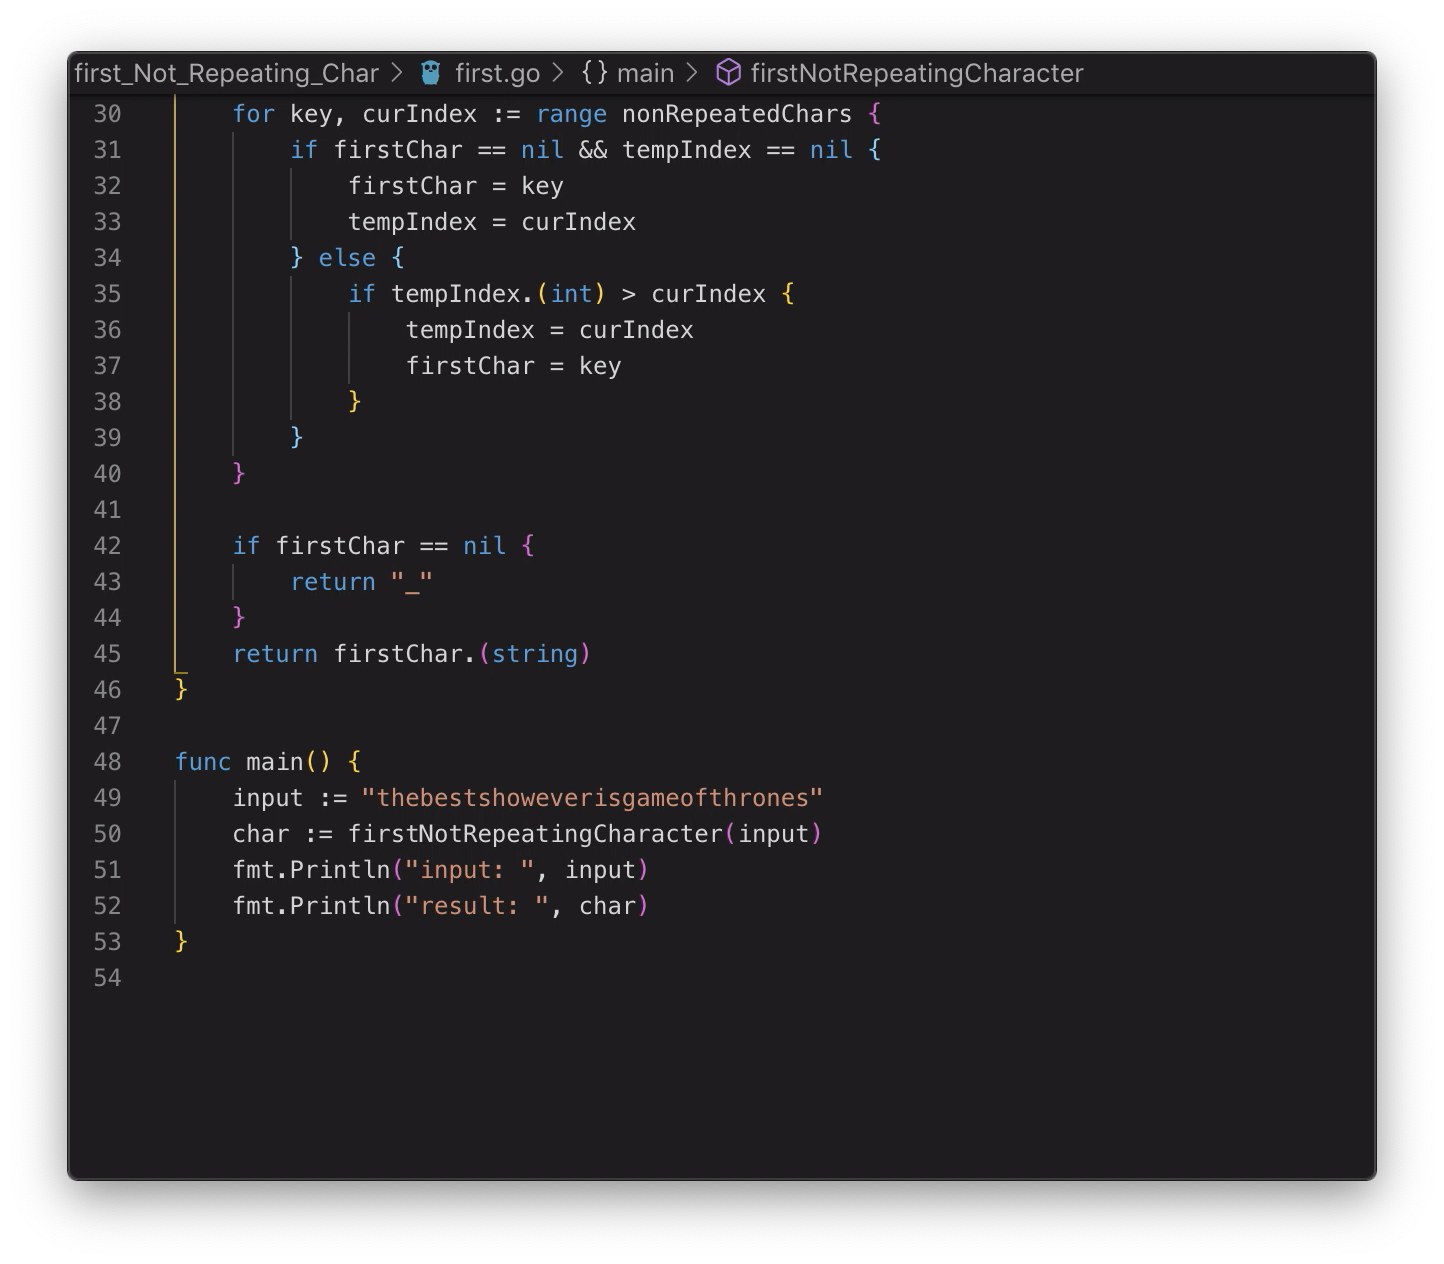 first_Not_Repeating_Char > first.go > {} main > firstNotRepeatingCharacter
30 for key, curIndex := range nonRepeatedChars {
31 if firstChar == nil && tempIndex == nil {
32 firstChar = key
33 tempIndex = curIndex
34 } else {
35 if tempIndex.(int) > curIndex {
36 tempIndex = curIndex
37 firstChar = key
38 }
39 }
40 }
41
42 if firstChar == nil {
43 return "_"
44 }
45 return firstChar.(string)
46 }
47
48 func main() {
49 input := "thebestshoweverisgameofthrones"
50 char := firstNotRepeatingCharacter(input)
51 fmt.Println("input: ", input)
52 fmt.Println("result: ", char)
53 }
54